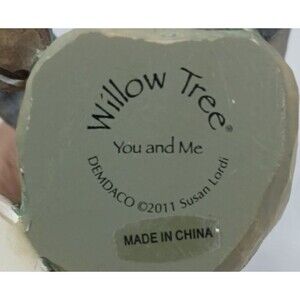 Willow Tree®
You and Me
DEMDACO ©2011 Susan Lordi
MADE IN CHINA